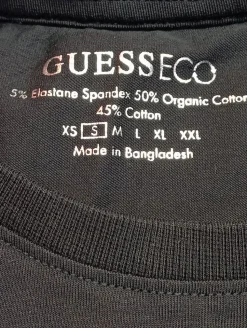 GUESSECO
5% Elastane Spandex 50% Organic Cotton
45% Cotton
XS S M L XL XXL
Made in Bangladesh